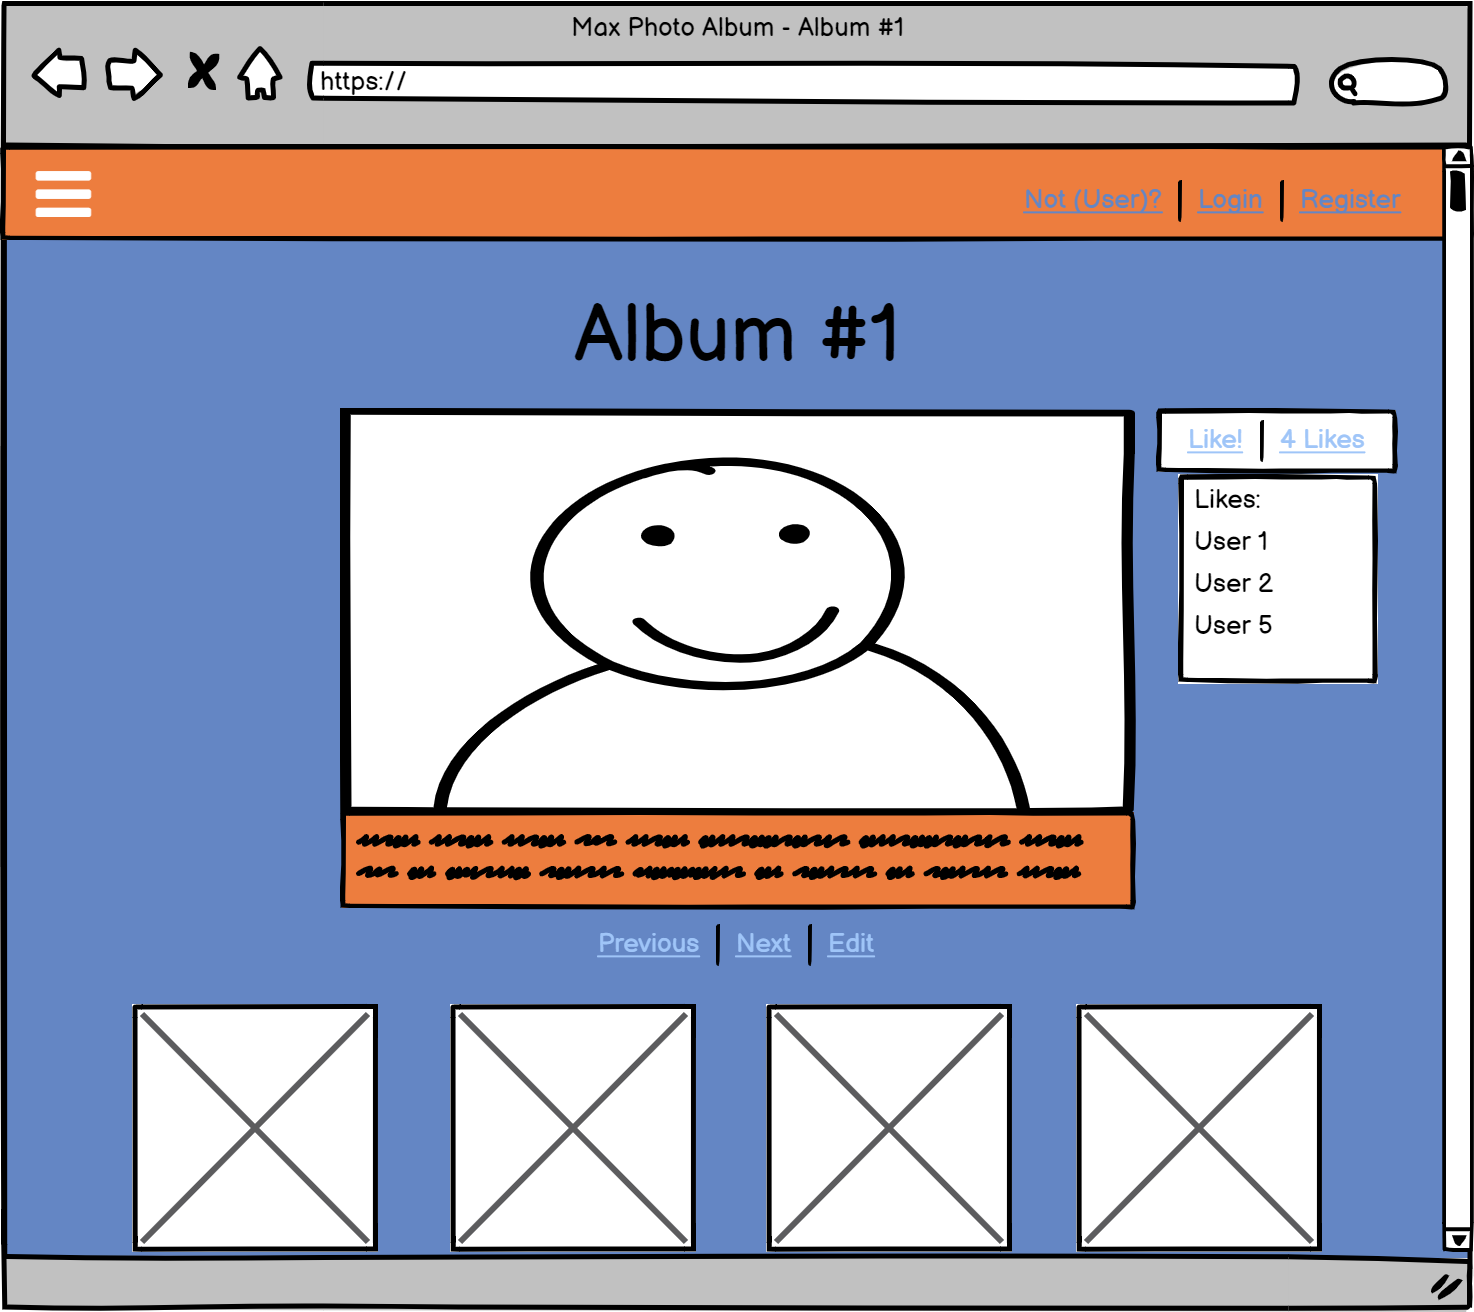 Max Photo Album - Album #1
https://
Not (User)? Login Register
Album #1
Like! 4 Likes
Likes:
User 1
User 2
User 5
Previous Next Edit